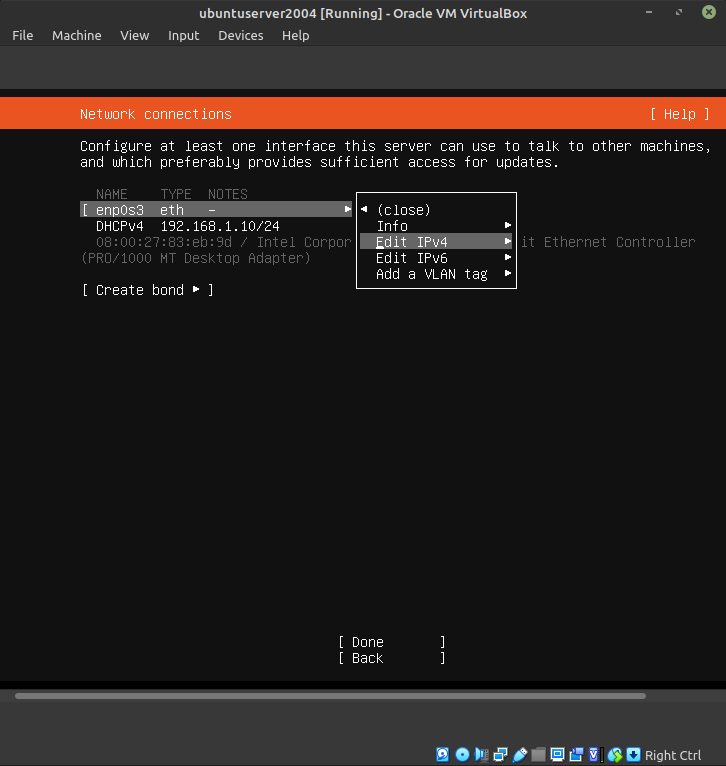 ubuntuserver2004 [Running] - Oracle VM VirtualBox
File Machine View Input Devices Help
Network connections [ Help ]
Configure at least one interface this server can use to talk to other machines,
and which preferably provides sufficient access for updates.
NAME TYPE NOTES
[ enp0s3 eth - ▸ ◂ (close)
DHCPv4 192.168.1.10/24 Info ▸
08:00:27:83:eb:9d / Intel Corpor Edit IPv4 ▸ it Ethernet Controller
(PRO/1000 MT Desktop Adapter) Edit IPv6 ▸
Add a VLAN tag ▸
[ Create bond ▸ ]
[ Done ]
[ Back ]
Right Ctrl